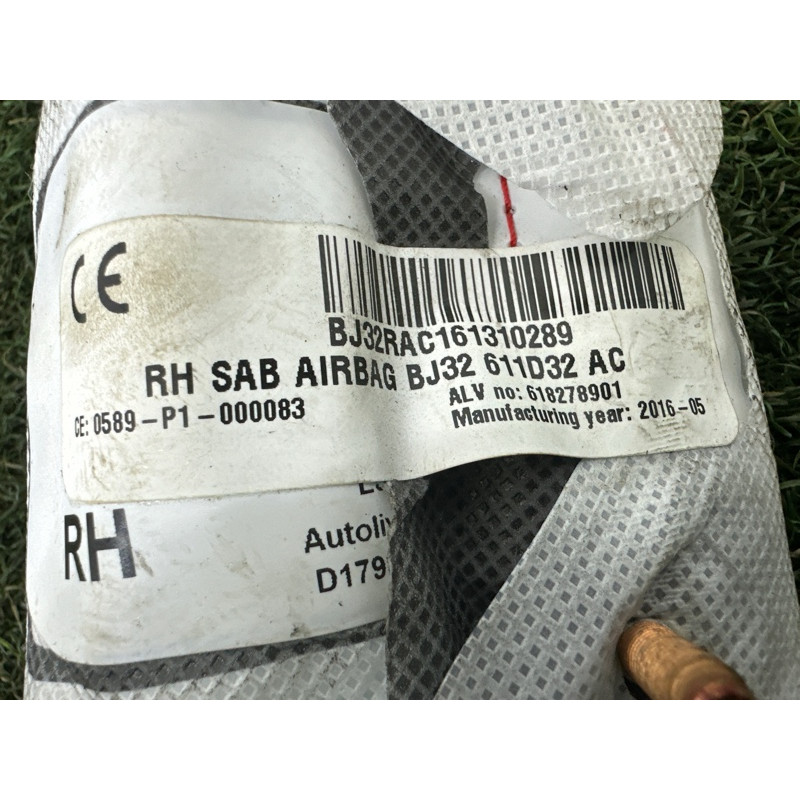 CE
BJ32RAC161310289
RH SAB AIRBAG BJ32 611D32 AC
ALV no: 618278901
CE: 0589-P1-000083
Manufacturing year: 2016-05
RH
Autoliv
D179